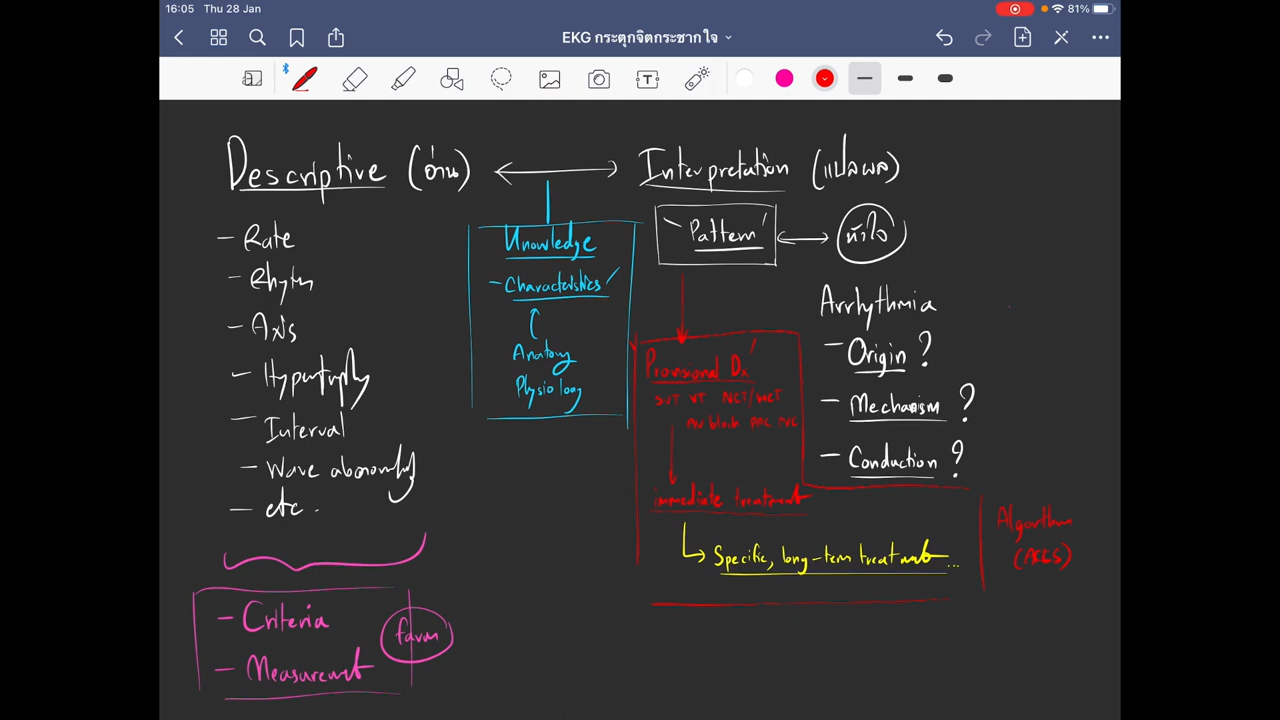 16:05 Thu 28 Jan
81%
EKG กระตุกจิตกระชากใจ
T
Descriptive (อ่าน)
- Rate
- Rhythm
- Axis
- Hypertrophy
- Interval
- Wave abnormality
- etc.
- Criteria
- Measurement
Knowledge
- Characteristics
Anatomy
Physiology
Interpretation (แปลผล)
"Pattern"
หัวใจ
Provisional Dx
SVT VT NCT/WCT
AV block PAC PVC
immediate treatment
Specific, long-term treatment...
Arrhythmia
- Origin ?
- Mechanism ?
- Conduction ?
Algorithm
(ACLS)